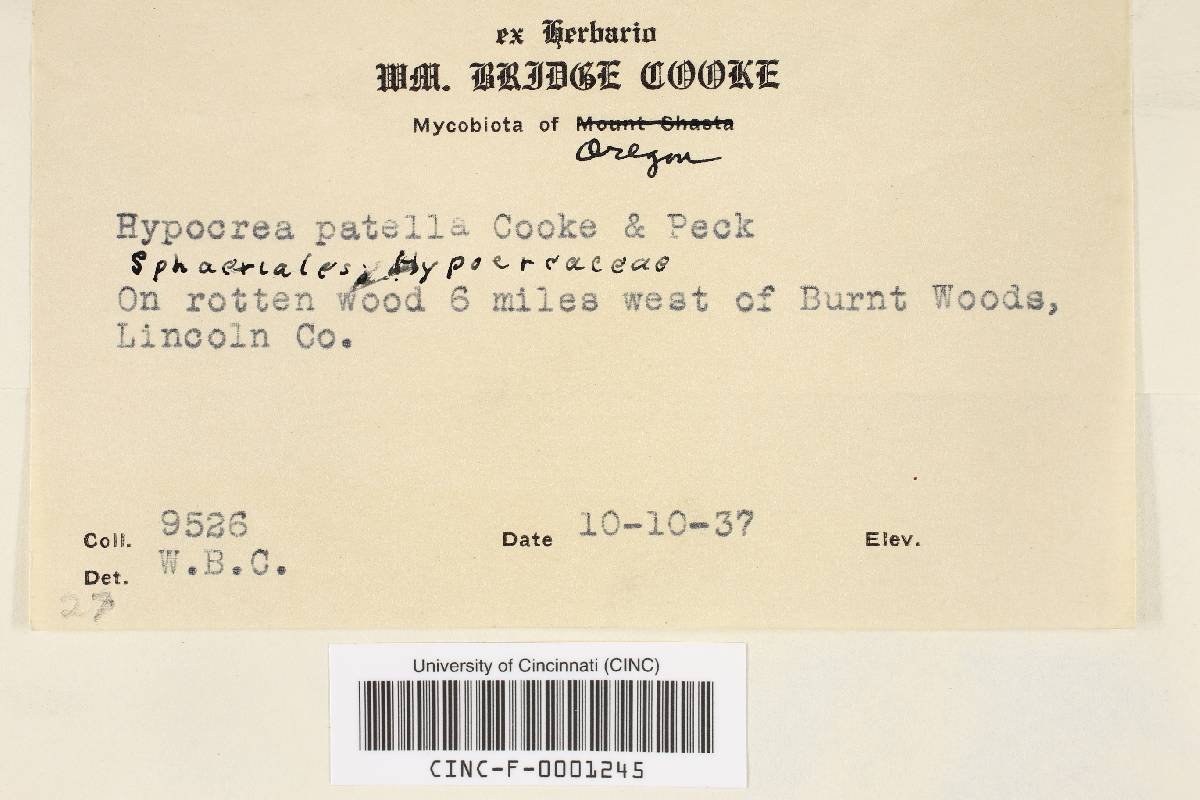 ex Herbario
WM. BRIDGE COOKE
Mycobiota of Mount Shasta
Oregon
Hypocrea patella Cooke & Peck
Sphaeriales, Hypocreaceae
On rotten wood 6 miles west of Burnt Woods,
Lincoln Co.
Coll. 9526 Date 10-10-37 Elev.
Det. W.B.C.
27
University of Cincinnati (CINC)
CINC-F-0001245